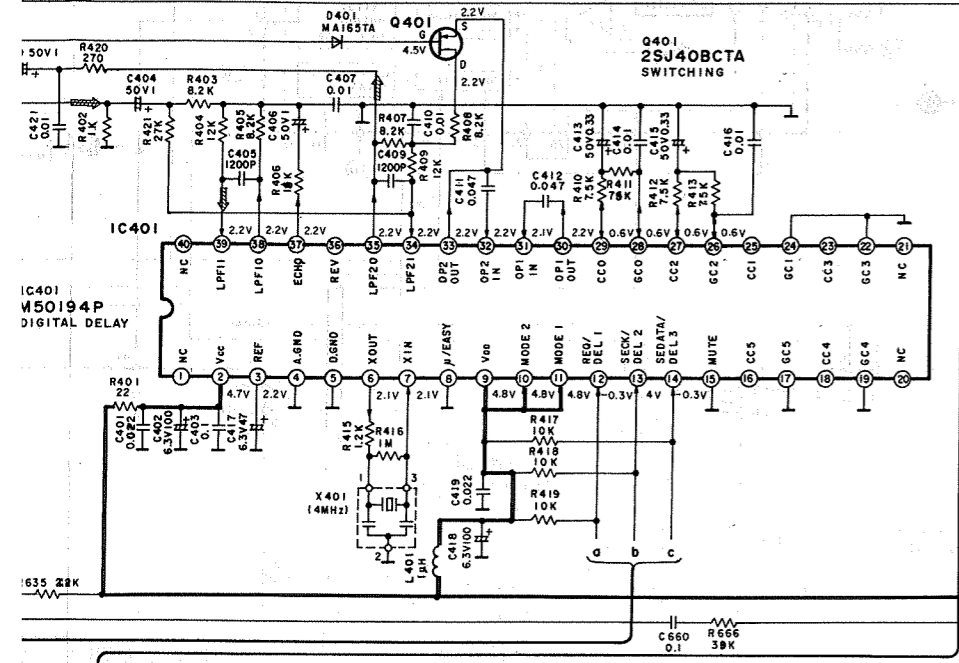 D401
MA165TA
Q401
2.2V
S
G
4.5V
D
2.2V
Q401
2SJ40BCTA
SWITCHING
50V1
R420
270
C404
50V1
R403
8.2K
C407
0.01
C421
0.01
R402
1K
R421
27K
R404
12K
R405
8.2K
C406
50V1
C405
1200P
R406
R407
8.2K
C410
0.01
R408
8.2K
C409
1200P
R409
12K
C411
0.047
C412
0.047
C413
50V0.33
C414
0.01
C415
50V0.33
C416
0.01
R410
7.5K
R411
R412
7.5K
R413
7.5K
IC401
2.2V 2.2V 2.2V 2.2V 2.2V 2.2V 2.2V 2.1V 2.2V 0.6V 0.6V 0.6V 0.6V
40 39 38 37 36 35 34 33 32 31 30 29 28 27 26 25 24 23 22 21
NC
LPF11
LPF10
ECHO
REV
LPF20
LPF21
OP2 OUT
OP2 IN
OP1 IN
OP1 OUT
CC0
GC0
CC2
GC2
CC1
GC1
CC3
GC3
NC
IC401
M50194P
DIGITAL DELAY
NC
Vcc
REF
A.GND
D.GND
XOUT
XIN
μ/EASY
VDD
MODE 2
MODE 1
REQ/DEL1
SECK/DEL2
SEDATA/DEL3
MUTE
CC5
GC5
CC4
GC4
NC
1 2 3 4 5 6 7 8 9 10 11 12 13 14 15 16 17 18 19 20
4.7V 2.2V 2.1V 2.1V 4.8V 4.8V 4.8V -0.3V 4V -0.3V
R401
22
C401
0.022
C402
6.3V100
C403
0.1
C417
6.3V47
R415
1.2K
R416
1M
R417
10K
R418
10K
R419
10K
C419
0.022
X401
(4MHz)
1
3
2
C418
6.3V100
L401
1μH
a b c
R635
C660
0.1
R666